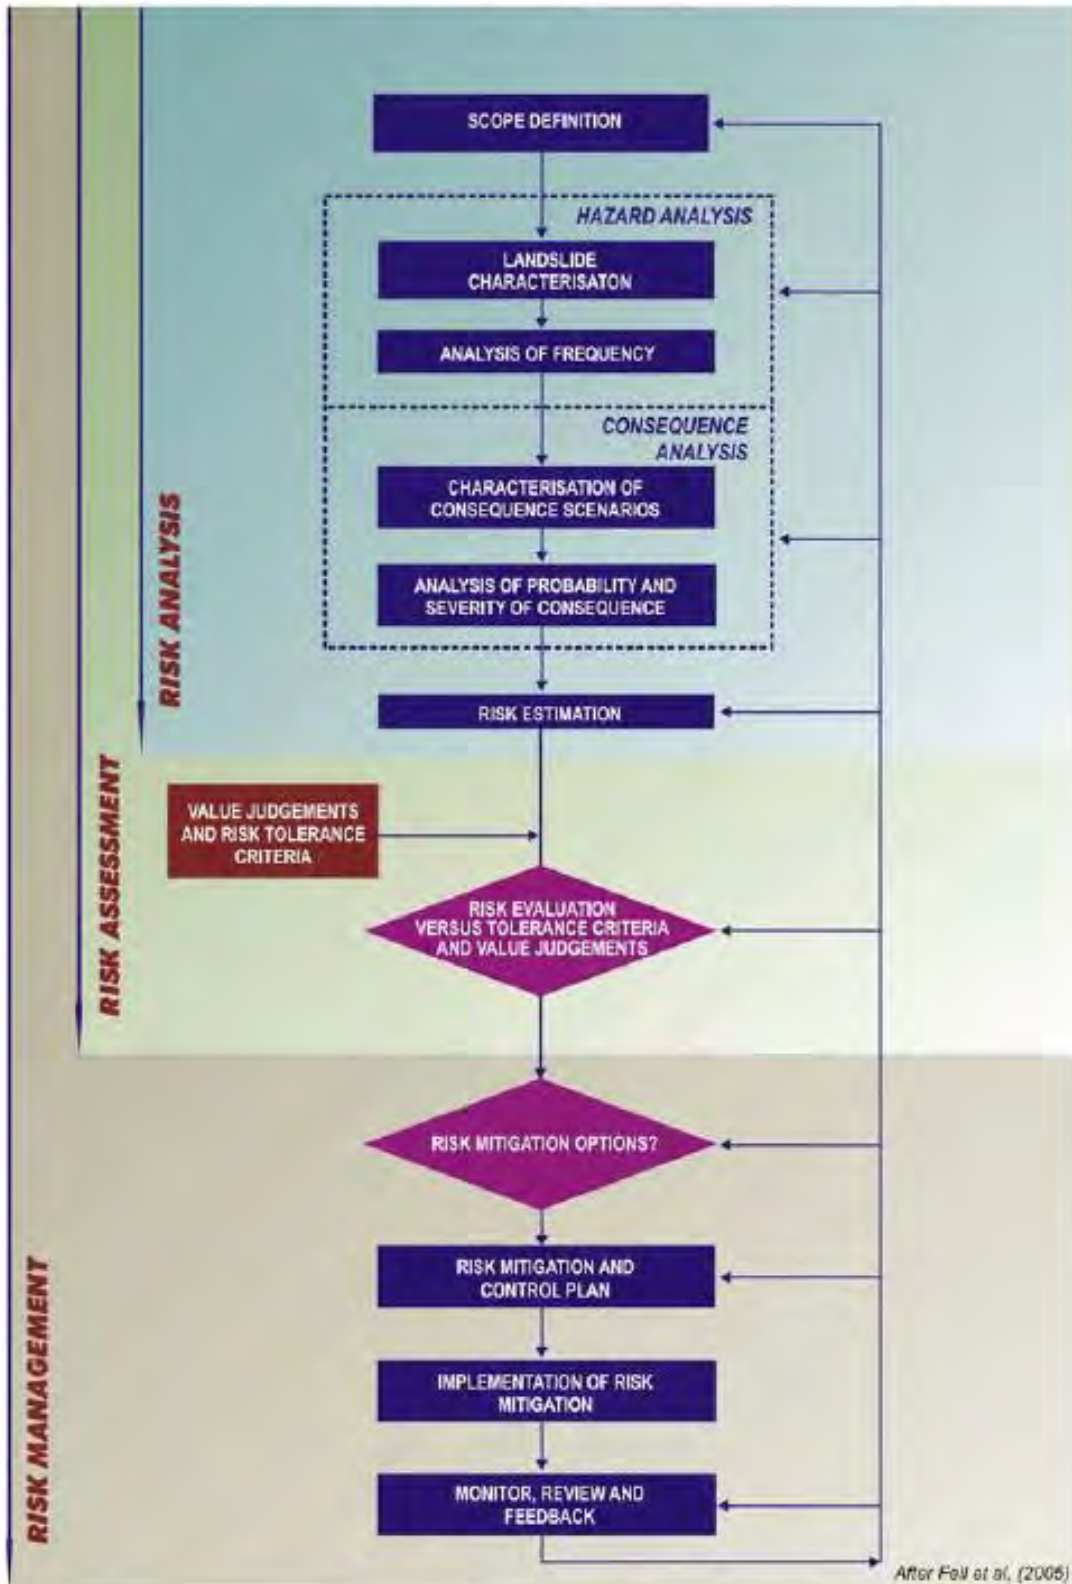 SCOPE DEFINITION
HAZARD ANALYSIS
LANDSLIDE
CHARACTERISATON
ANALYSIS OF FREQUENCY
CONSEQUENCE
ANALYSIS
CHARACTERISATION OF
CONSEQUENCE SCENARIOS
ANALYSIS OF PROBABILITY AND
SEVERITY OF CONSEQUENCE
RISK ESTIMATION
RISK ANALYSIS
VALUE JUDGEMENTS
AND RISK TOLERANCE
CRITERIA
RISK EVALUATION
VERSUS TOLERANCE CRITERIA
AND VALUE JUDGEMENTS
RISK ASSESSMENT
RISK MITIGATION OPTIONS?
RISK MITIGATION AND
CONTROL PLAN
IMPLEMENTATION OF RISK
MITIGATION
MONITOR, REVIEW AND
FEEDBACK
RISK MANAGEMENT
After Fell et al, (2005)